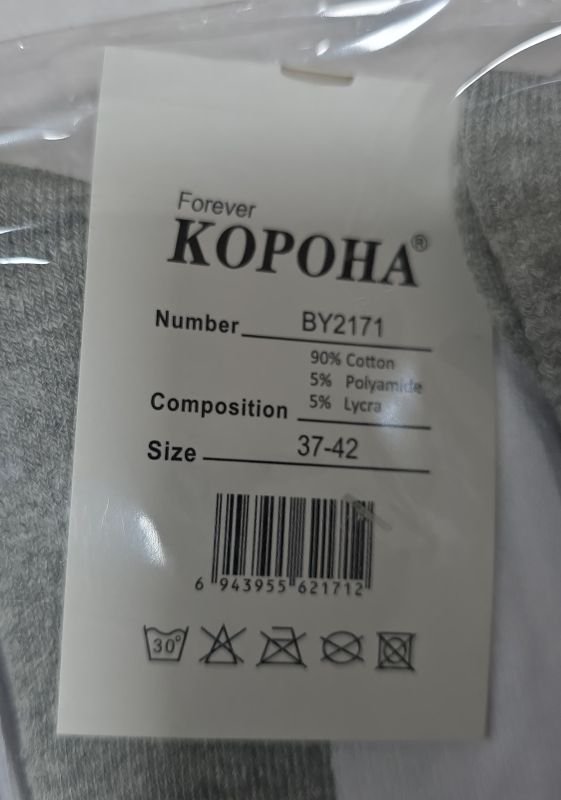 Forever
КОРОНА®
Number BY2171
90% Cotton
5% Polyamide
Composition 5% Lycra
Size 37-42
6 943955 621712
30°